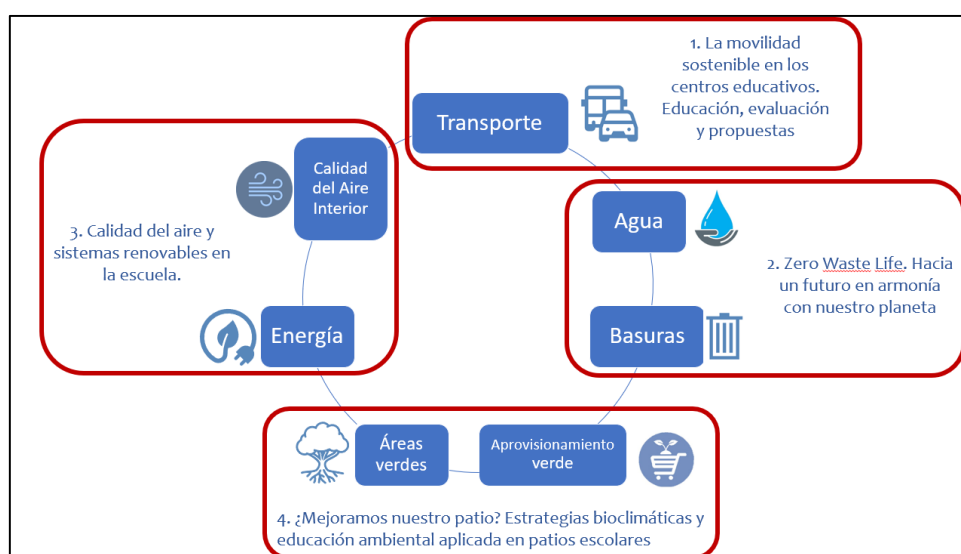 1. La movilidad
sostenible en los
centros educativos.
Educación, evaluación
y propuestas
Transporte
Calidad
del Aire
Interior
Agua
3. Calidad del aire y
sistemas renovables en
la escuela.
2. Zero Waste Life. Hacia
un futuro en armonía
con nuestro planeta
Energía
Basuras
Áreas
verdes
Aprovisionamiento
verde
4. ¿Mejoramos nuestro patio? Estrategias bioclimáticas y
educación ambiental aplicada en patios escolares